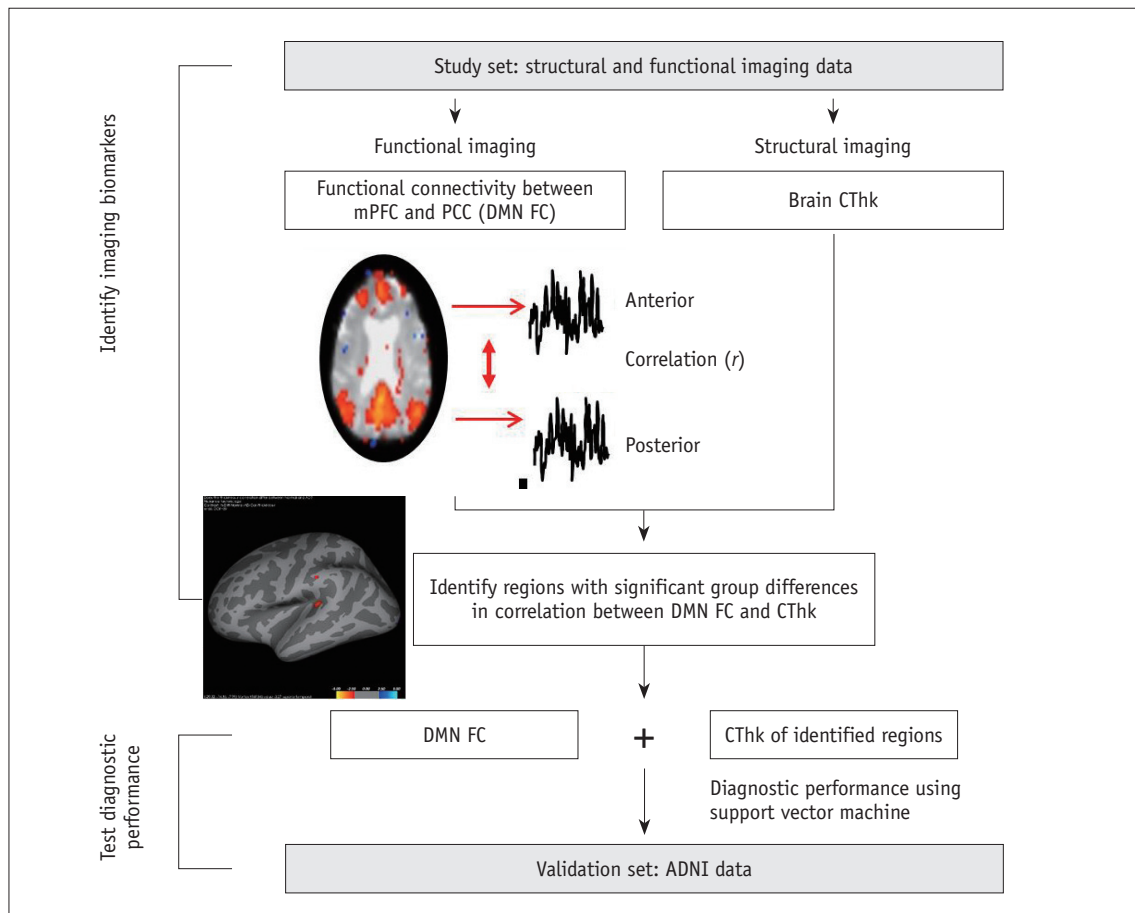 Study set: structural and functional imaging data
Functional imaging
Structural imaging
Functional connectivity between
mPFC and PCC (DMN FC)
Brain CThk
Identify imaging biomarkers
Anterior
Correlation (r)
Posterior
Identify regions with significant group differences
in correlation between DMN FC and CThk
DMN FC
+
CThk of identified regions
Test diagnostic
performance
Diagnostic performance using
support vector machine
Validation set: ADNI data